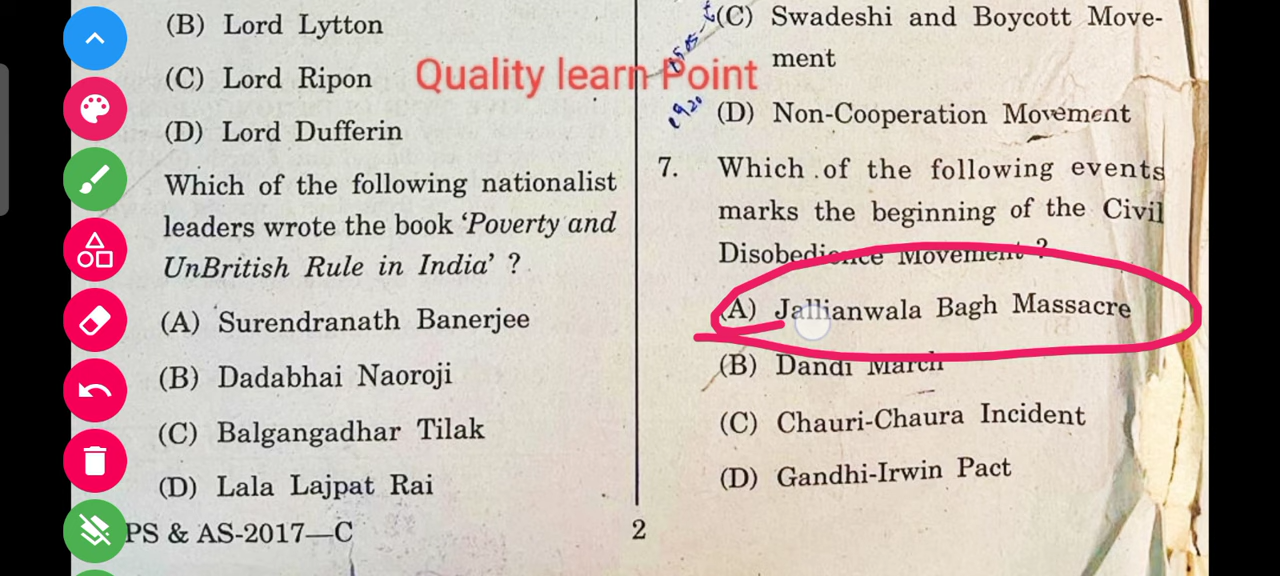 (B) Lord Lytton
(C) Lord Ripon
(D) Lord Dufferin
Which of the following nationalist
leaders wrote the book ‘Poverty and
UnBritish Rule in India’ ?
(A) Surendranath Banerjee
(B) Dadabhai Naoroji
(C) Balgangadhar Tilak
(D) Lala Lajpat Rai
PS & AS-2017—C
2
Quality learn Point
(C) Swadeshi and Boycott Move-
ment
1920
(D) Non-Cooperation Movement
7. Which of the following events
marks the beginning of the Civil
Disobedience Movement ?
(A) Jallianwala Bagh Massacre
(B) Dandi March
(C) Chauri-Chaura Incident
(D) Gandhi-Irwin Pact